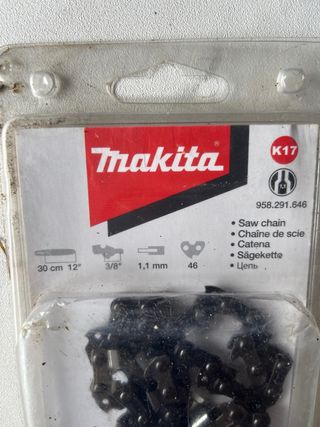 makita
K17
958.291.646
• Saw chain
• Chaîne de scie
• Catena
• Sägekette
• Цепь
30 cm 12" 3/8" 1,1 mm 46